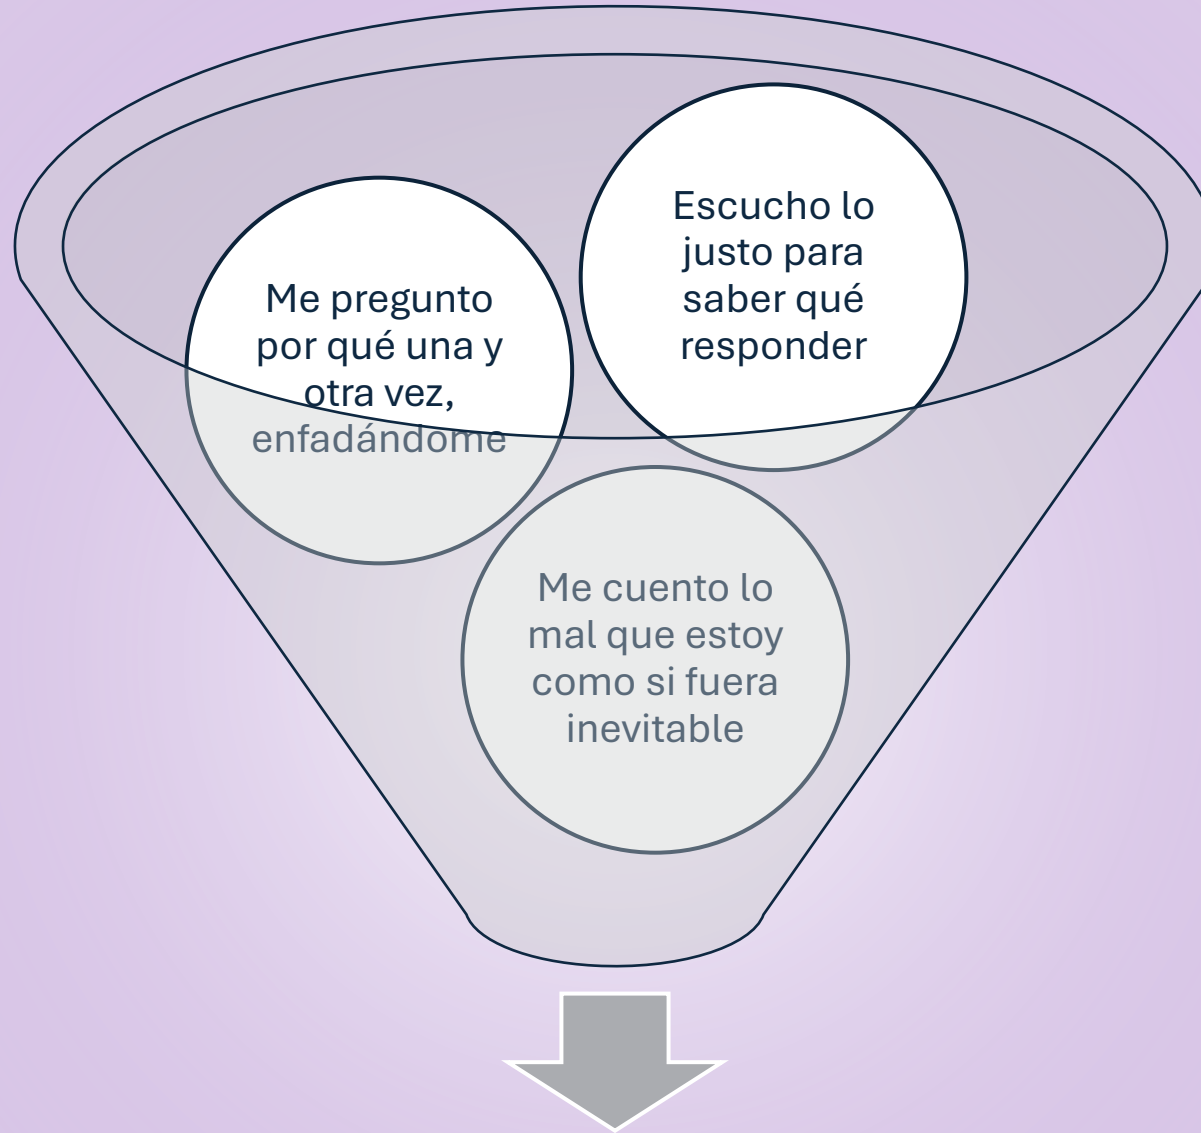 Escucho lo
justo para
saber qué
responder
Me pregunto
por qué una y
otra vez,
enfadándome
Me cuento lo
mal que estoy
como si fuera
inevitable